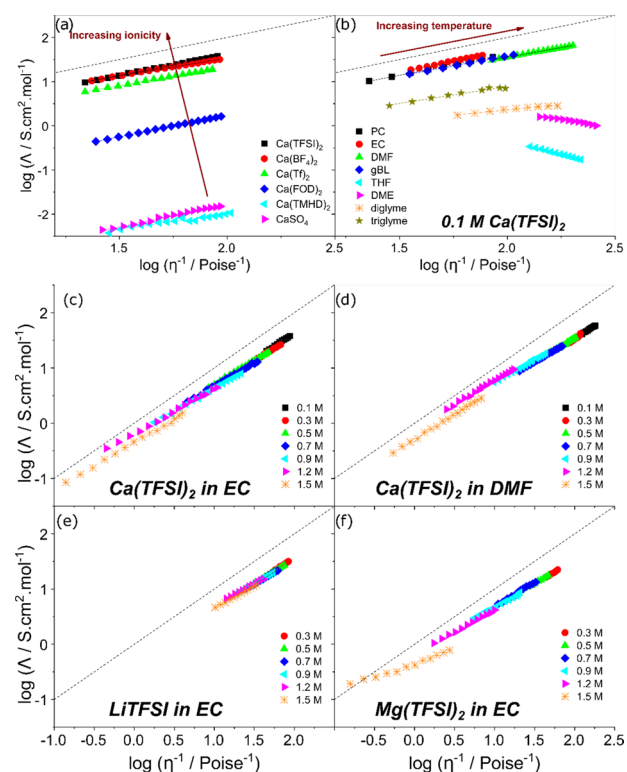 (a)
Increasing ionicity
2
1
0
-1
-2
log (Λ / S.cm².mol⁻¹)
Ca(TFSI)₂
Ca(BF₄)₂
Ca(Tf)₂
Ca(FOD)₂
Ca(TMHD)₂
CaSO₄
1.5 2.0 2.5
log (η⁻¹ / Poise⁻¹)
(b)
Increasing temperature
PC
EC
DMF
gBL
THF
DME
diglyme
triglyme
0.1 M Ca(TFSI)₂
1.5 2.0 2.5
log (η⁻¹ / Poise⁻¹)
(c)
2
1
0
-1
log (Λ / S.cm².mol⁻¹)
0.1 M
0.3 M
0.5 M
0.7 M
0.9 M
1.2 M
1.5 M
Ca(TFSI)₂ in EC
(d)
0.1 M
0.3 M
0.5 M
0.7 M
0.9 M
1.2 M
1.5 M
Ca(TFSI)₂ in DMF
(e)
2
1
0
-1
log (Λ / S.cm².mol⁻¹)
0.3 M
0.5 M
0.7 M
0.9 M
1.2 M
1.5 M
LiTFSI in EC
-1.0 -0.5 0.0 0.5 1.0 1.5 2.0
log (η⁻¹ / Poise⁻¹)
(f)
0.3 M
0.5 M
0.7 M
0.9 M
1.2 M
1.5 M
Mg(TFSI)₂ in EC
-0.5 0.0 0.5 1.0 1.5 2.0 2.5
log (η⁻¹ / Poise⁻¹)